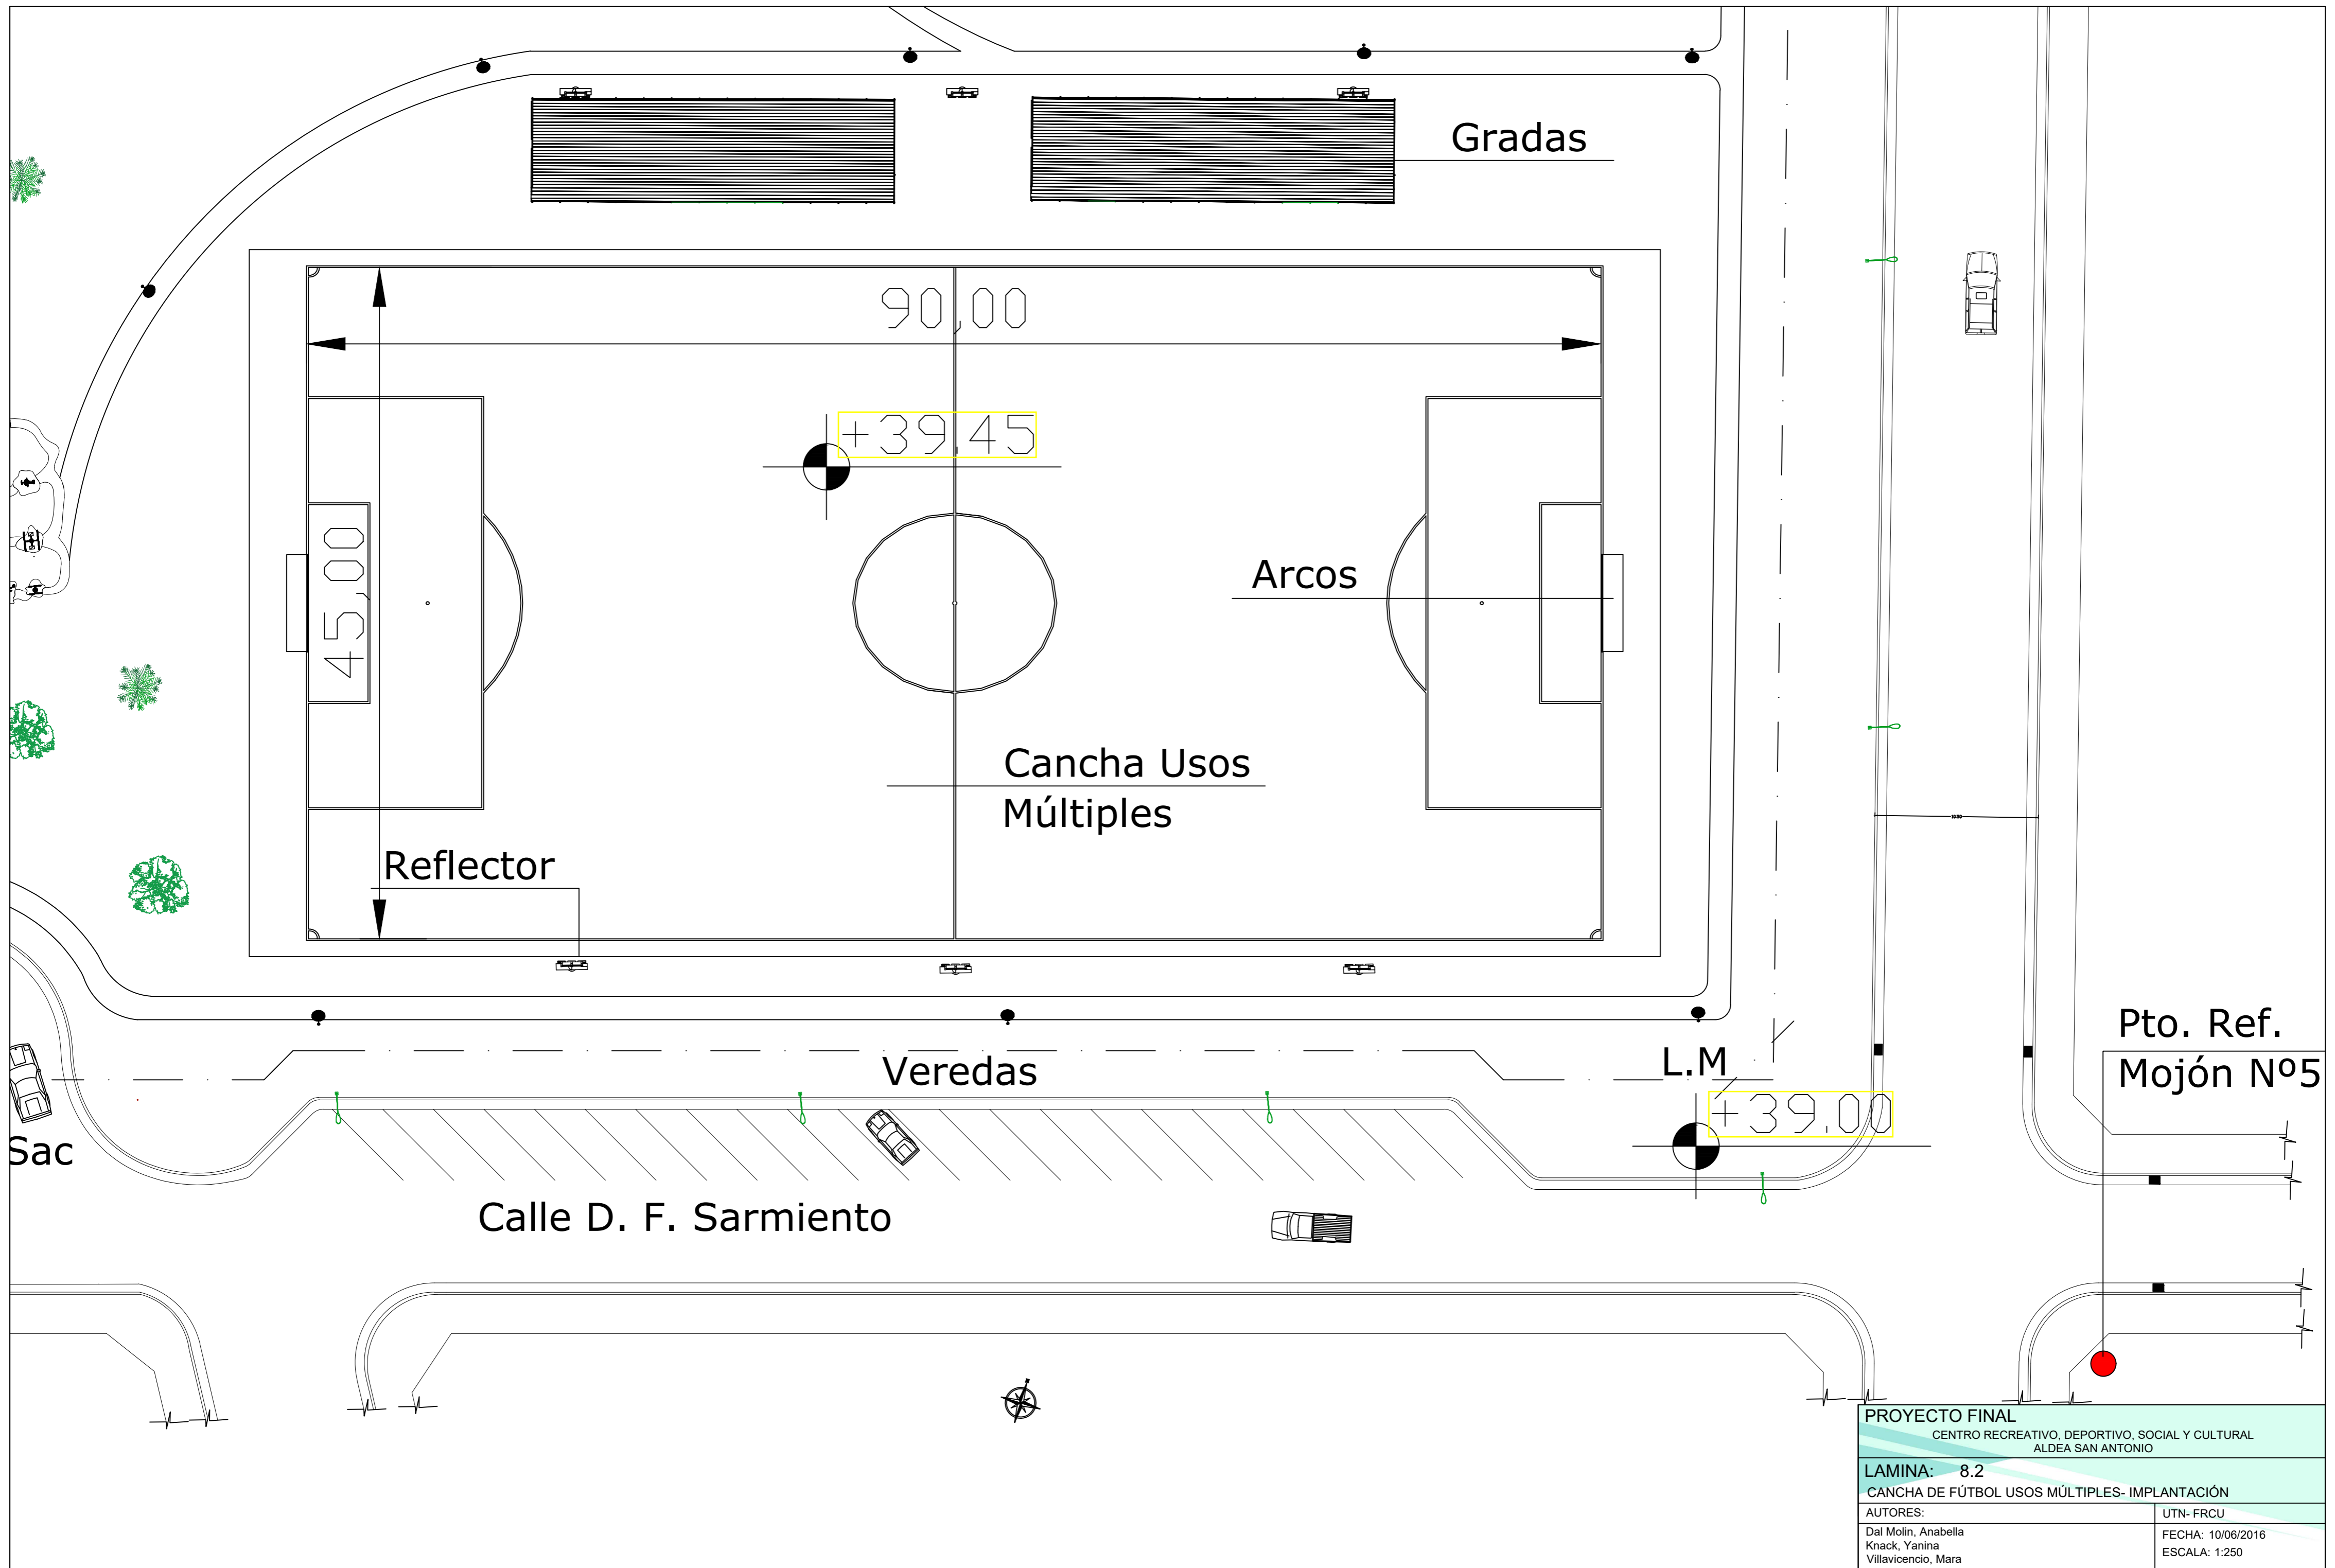 Gradas
90,00
+39,45
45,00
Arcos
Cancha Usos
Múltiples
Reflector
Pto. Ref.
Mojón Nº5
Veredas
L.M
+39,00
Sac
Calle D. F. Sarmiento
PROYECTO FINAL
CENTRO RECREATIVO, DEPORTIVO, SOCIAL Y CULTURAL
ALDEA SAN ANTONIO
LAMINA: 8.2
CANCHA DE FÚTBOL USOS MÚLTIPLES- IMPLANTACIÓN
AUTORES:
UTN- FRCU
Dal Molin, Anabella
Knack, Yanina
Villavicencio, Mara
FECHA: 10/06/2016
ESCALA: 1:250